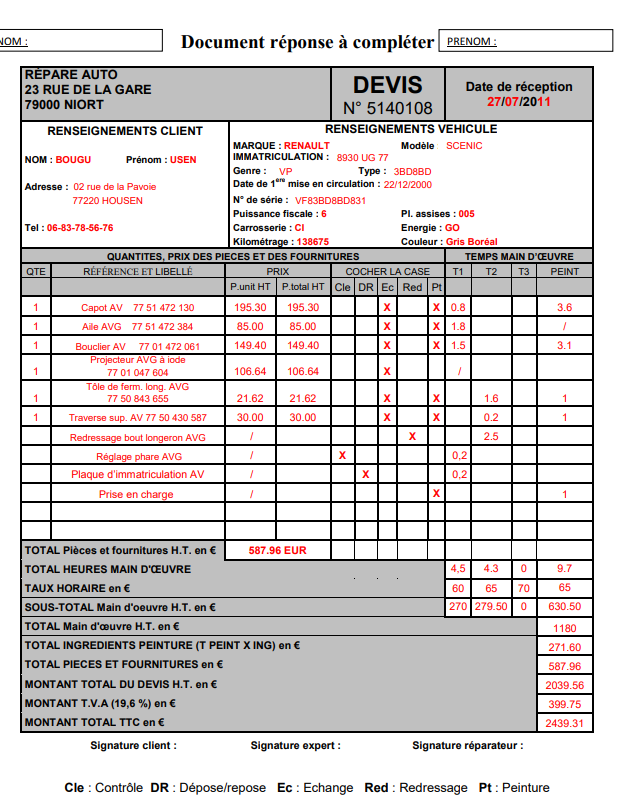 NOM :
Document réponse à compléter
PRENOM :
RÉPARE AUTO
23 RUE DE LA GARE
79000 NIORT
DEVIS
N° 5140108
Date de réception
27/07/2011
RENSEIGNEMENTS CLIENT
NOM : BOUGU Prénom : USEN
Adresse : 02 rue de la Pavoie
77220 HOUSEN
Tel : 06-83-78-56-76
RENSEIGNEMENTS VEHICULE
MARQUE : RENAULT Modèle SCENIC
IMMATRICULATION : 8930 UG 77
Genre : VP Type : 3BD8BD
Date de 1ere mise en circulation : 22/12/2000
N° de série : VF83BD8BD831
Puissance fiscale : 6 Pl. assises : 005
Carrosserie : CI Energie : GO
Kilométrage : 138675 Couleur : Gris Boréal
QUANTITES, PRIX DES PIECES ET DES FOURNITURES TEMPS MAIN D'ŒUVRE
QTE RÉFÉRENCE ET LIBELLÉ PRIX COCHER LA CASE T1 T2 T3 PEINT
P.unit HT P.total HT Cle DR Ec Red Pt
1 Capot AV 77 51 472 130 195.30 195.30 X X 0.8 3.6
1 Aile AVG 77 51 472 384 85.00 85.00 X X 1.8 /
1 Bouclier AV 77 01 472 061 149.40 149.40 X X 1.5 3.1
Projecteur AVG à iode
1 77 01 047 604 106.64 106.64 X /
Tôle de ferm. long. AVG
1 77 50 843 655 21.62 21.62 X X 1.6 1
1 Traverse sup. AV 77 50 430 587 30.00 30.00 X X 0.2 1
Redressage bout longeron AVG / X 2.5
Réglage phare AVG / X 0,2
Plaque d'immatriculation AV / X 0,2
Prise en charge / X 1
TOTAL Pièces et fournitures H.T. en € 587.96 EUR
TOTAL HEURES MAIN D'ŒUVRE 4,5 4.3 0 9.7
TAUX HORAIRE en € 60 65 70 65
SOUS-TOTAL Main d'oeuvre H.T. en € 270 279.50 0 630.50
TOTAL Main d'œuvre H.T. en € 1180
TOTAL INGREDIENTS PEINTURE (T PEINT X ING) en € 271.60
TOTAL PIECES ET FOURNITURES en € 587.96
MONTANT TOTAL DU DEVIS H.T. en € 2039.56
MONTANT T.V.A (19,6 %) en € 399.75
MONTANT TOTAL TTC en € 2439.31
Signature client : Signature expert : Signature réparateur :
Cle : Contrôle DR : Dépose/repose Ec : Echange Red : Redressage Pt : Peinture